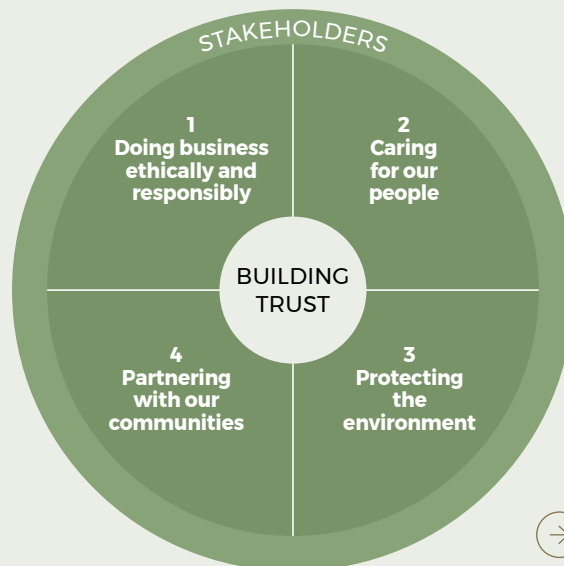 STAKEHOLDERS
1
Doing business
ethically and
responsibly
2
Caring
for our
people
BUILDING
TRUST
4
Partnering
with our
communities
3
Protecting
the
environment